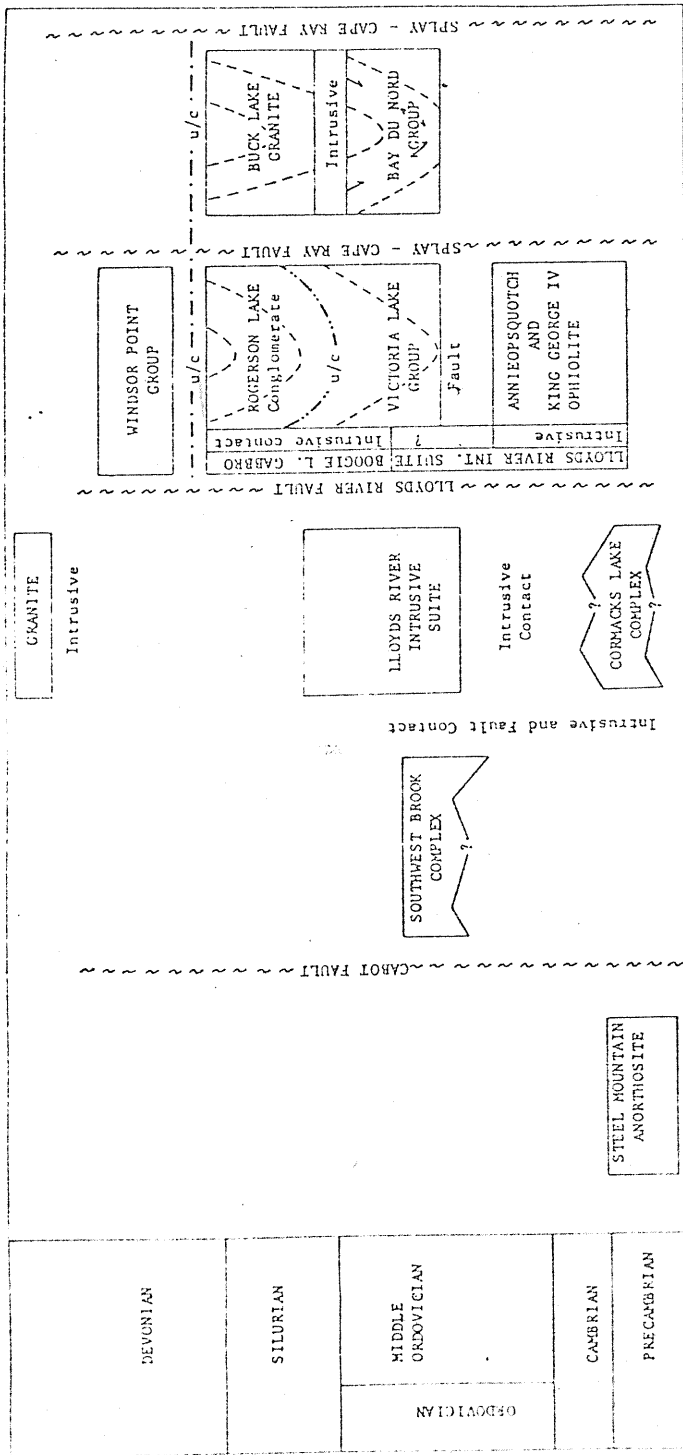 DEVONIAN
SILURIAN
MIDDLE
ORDOVICIAN
ORDOVICIAN
CAMBRIAN
PRECAMBRIAN
STEEL MOUNTAIN
ANORTHOSITE
CABOT FAULT
SOUTHWEST BROOK
COMPLEX
?
Intrusive and Fault Contact
GRANITE
Intrusive
LLOYDS RIVER
INTRUSIVE
SUITE
Intrusive
Contact
?
CORMACKS LAKE
COMPLEX
?
LLOYDS RIVER FAULT
WINDSOR POINT
GROUP
u/c
LLOYDS RIVER INT. SUITE BOOGIE L. GABBRO
Intrusive ? Intrusive contact
ROGERSON LAKE
Conglomerate
u/c
VICTORIA LAKE
GROUP
Fault
ANNIEOPSQUOTCH
AND
KING GEORGE IV
OPHIOLITE
SPLAY - CAPE RAY FAULT
u/c
BUCK LAKE
GRANITE
Intrusive
BAY DU NORD
GROUP
SPLAY - CAPE RAY FAULT